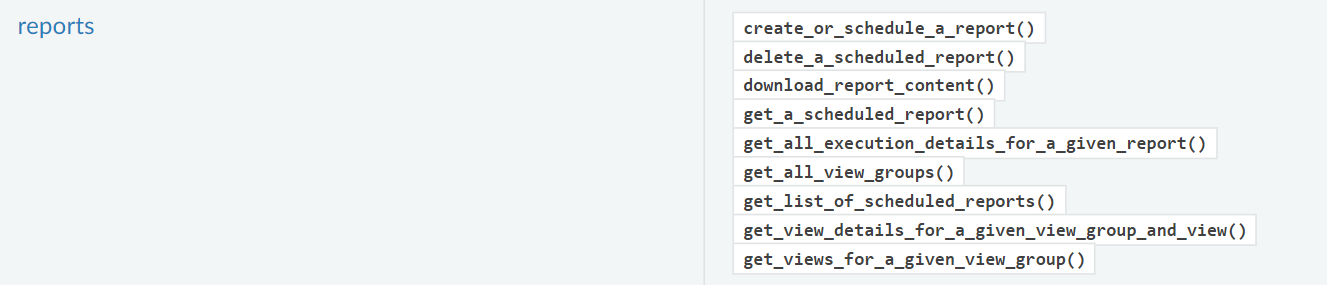 reports
create_or_schedule_a_report()
delete_a_scheduled_report()
download_report_content()
get_a_scheduled_report()
get_all_execution_details_for_a_given_report()
get_all_view_groups()
get_list_of_scheduled_reports()
get_view_details_for_a_given_view_group_and_view()
get_views_for_a_given_view_group()